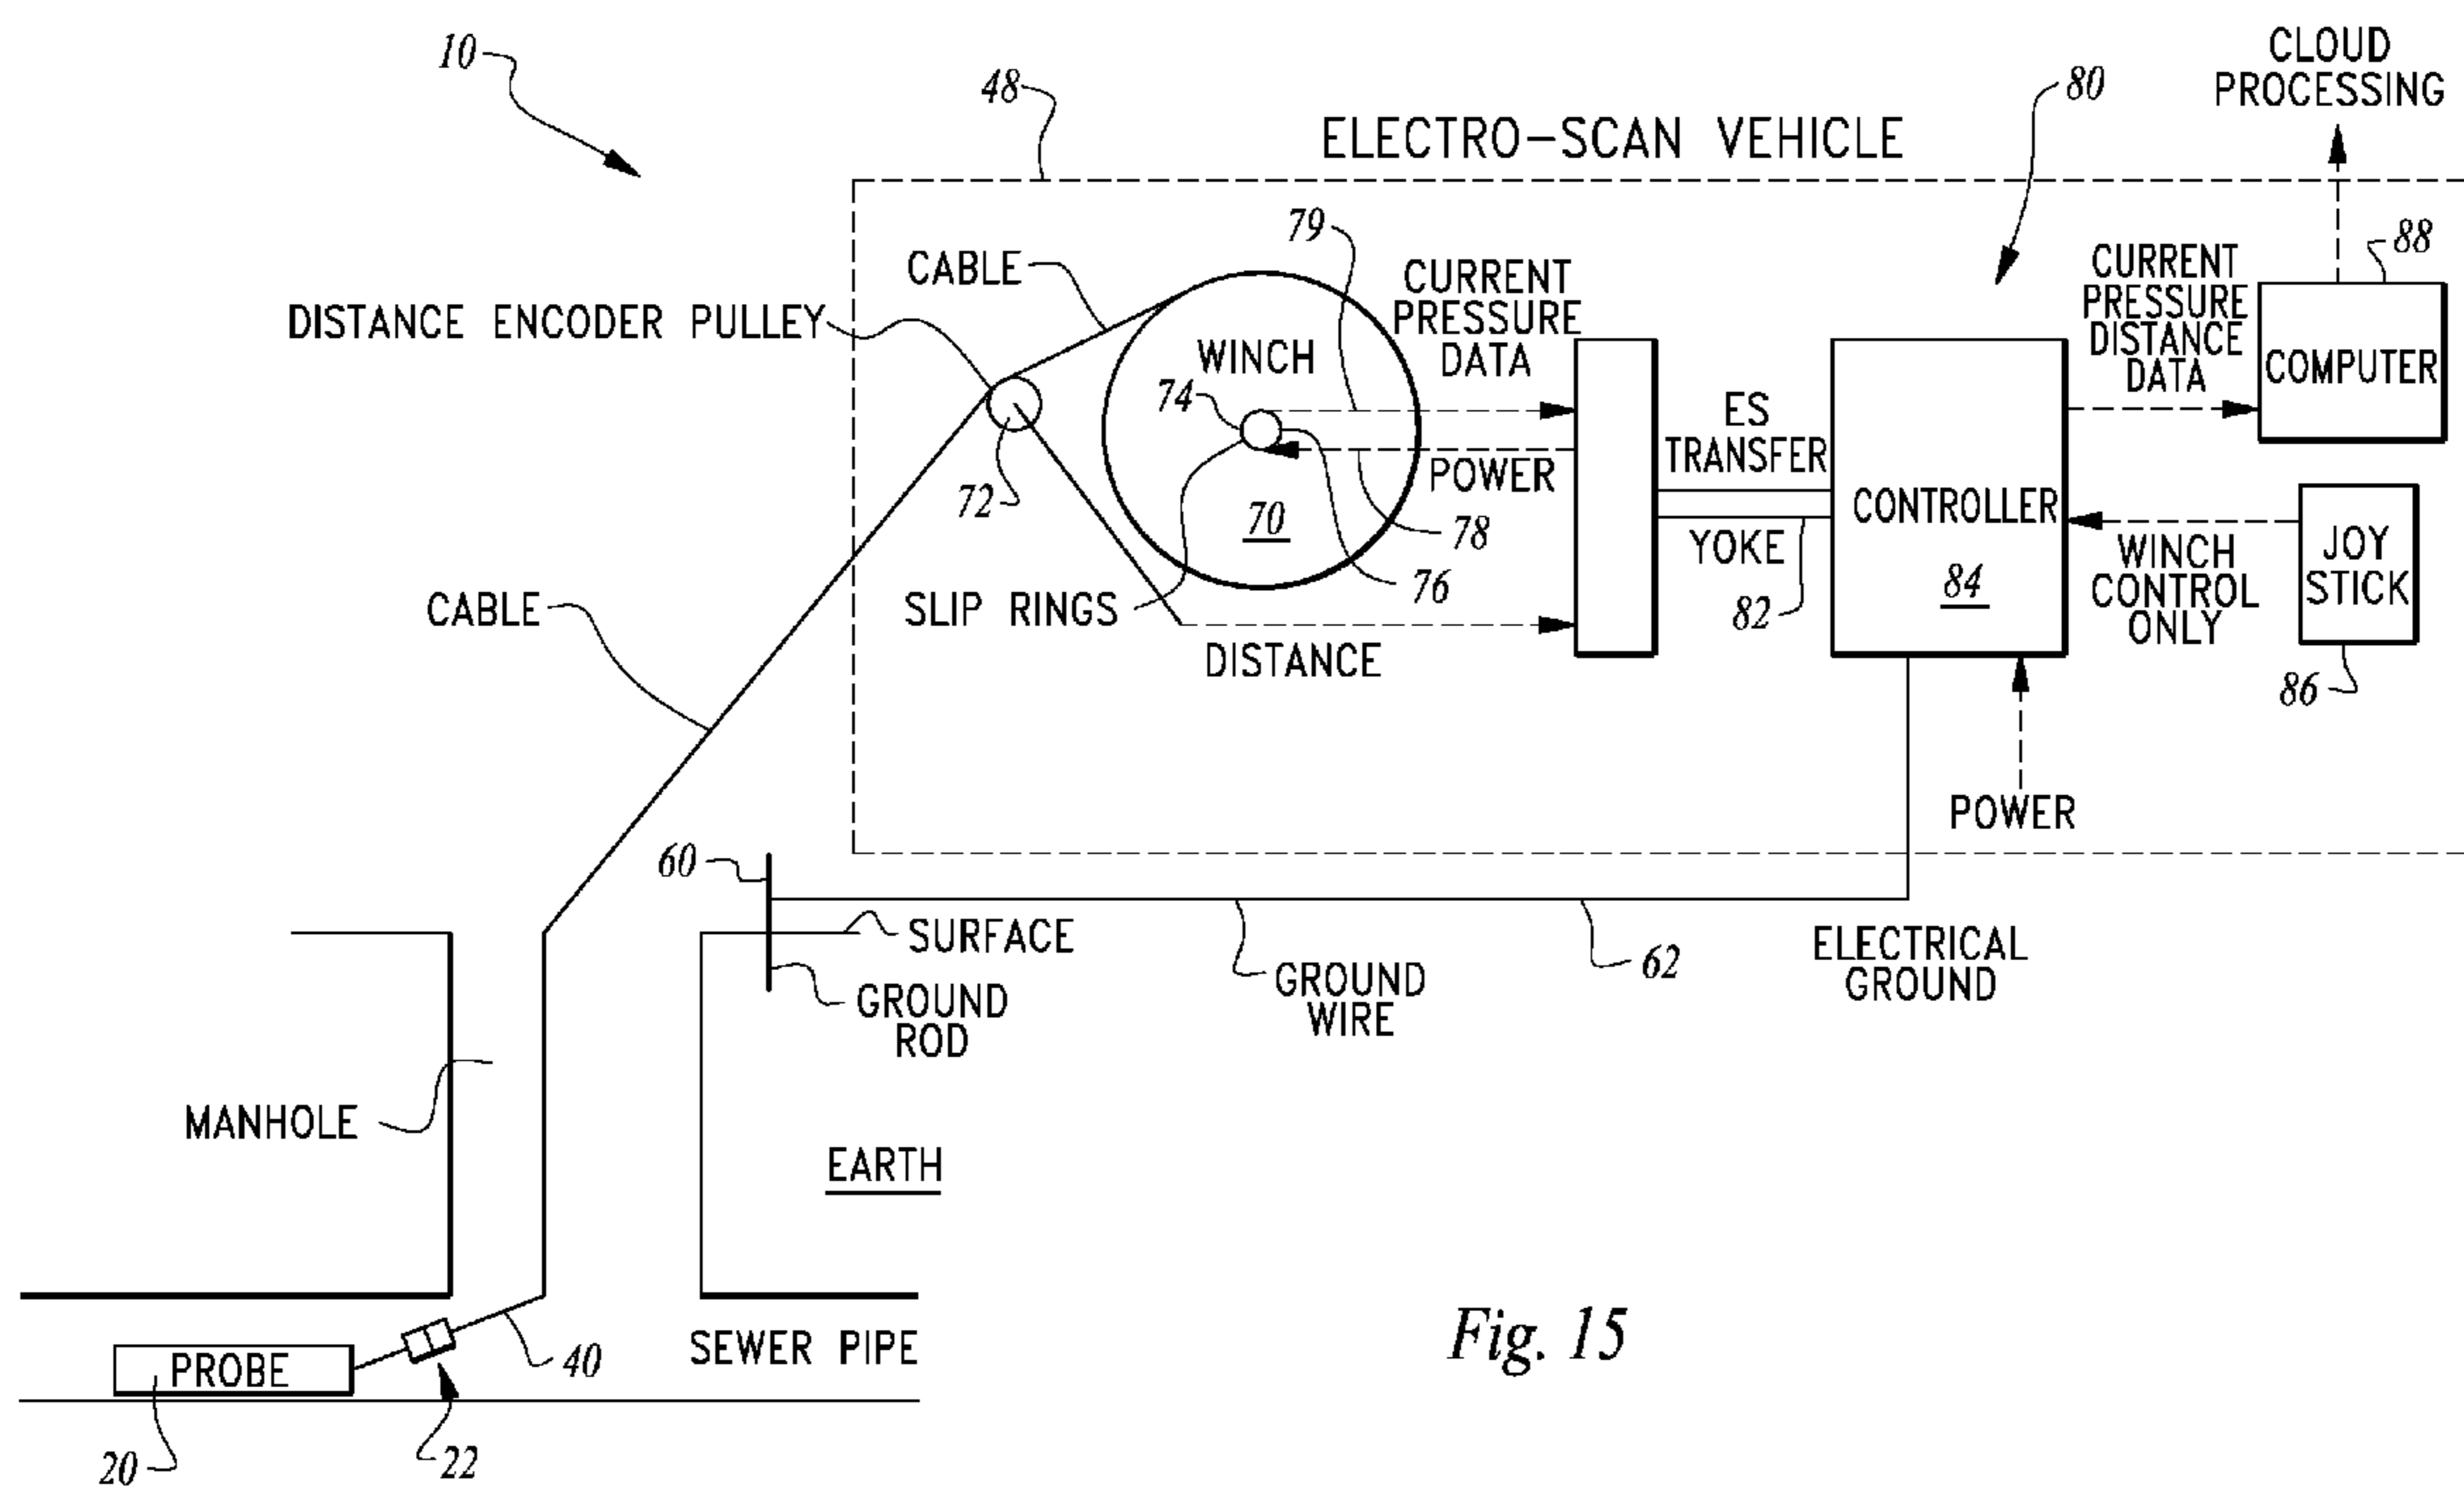 10
48
ELECTRO-SCAN VEHICLE
80
CLOUD
PROCESSING
79
88
CABLE
CURRENT
PRESSURE
DATA
CURRENT
PRESSURE
DISTANCE
DATA
DISTANCE ENCODER PULLEY
WINCH
COMPUTER
74
72
POWER
70
78
76
SLIP RINGS
DISTANCE
ES
TRANSFER
YOKE
82
CONTROLLER
84
WINCH
CONTROL
ONLY
JOY
STICK
86
CABLE
POWER
60
SURFACE
GROUND
ROD
GROUND
WIRE
62
ELECTRICAL
GROUND
MANHOLE
EARTH
SEWER PIPE
PROBE
40
20
22
Fig. 15